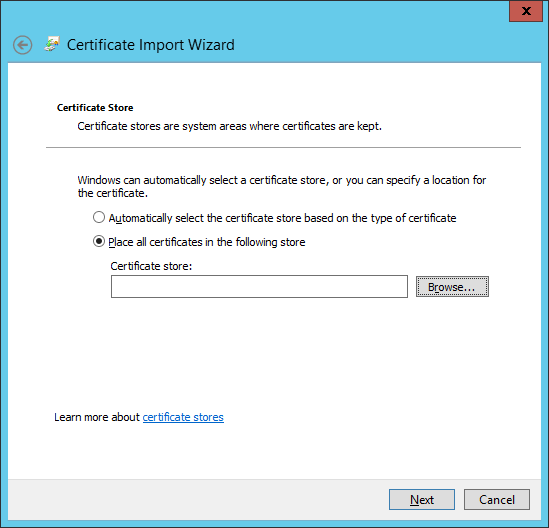 x
Certificate Import Wizard
Certificate Store
Certificate stores are system areas where certificates are kept.
Windows can automatically select a certificate store, or you can specify a location for
the certificate.
Automatically select the certificate store based on the type of certificate
Place all certificates in the following store
Certificate store:
Browse...
Learn more about certificate stores
Next
Cancel